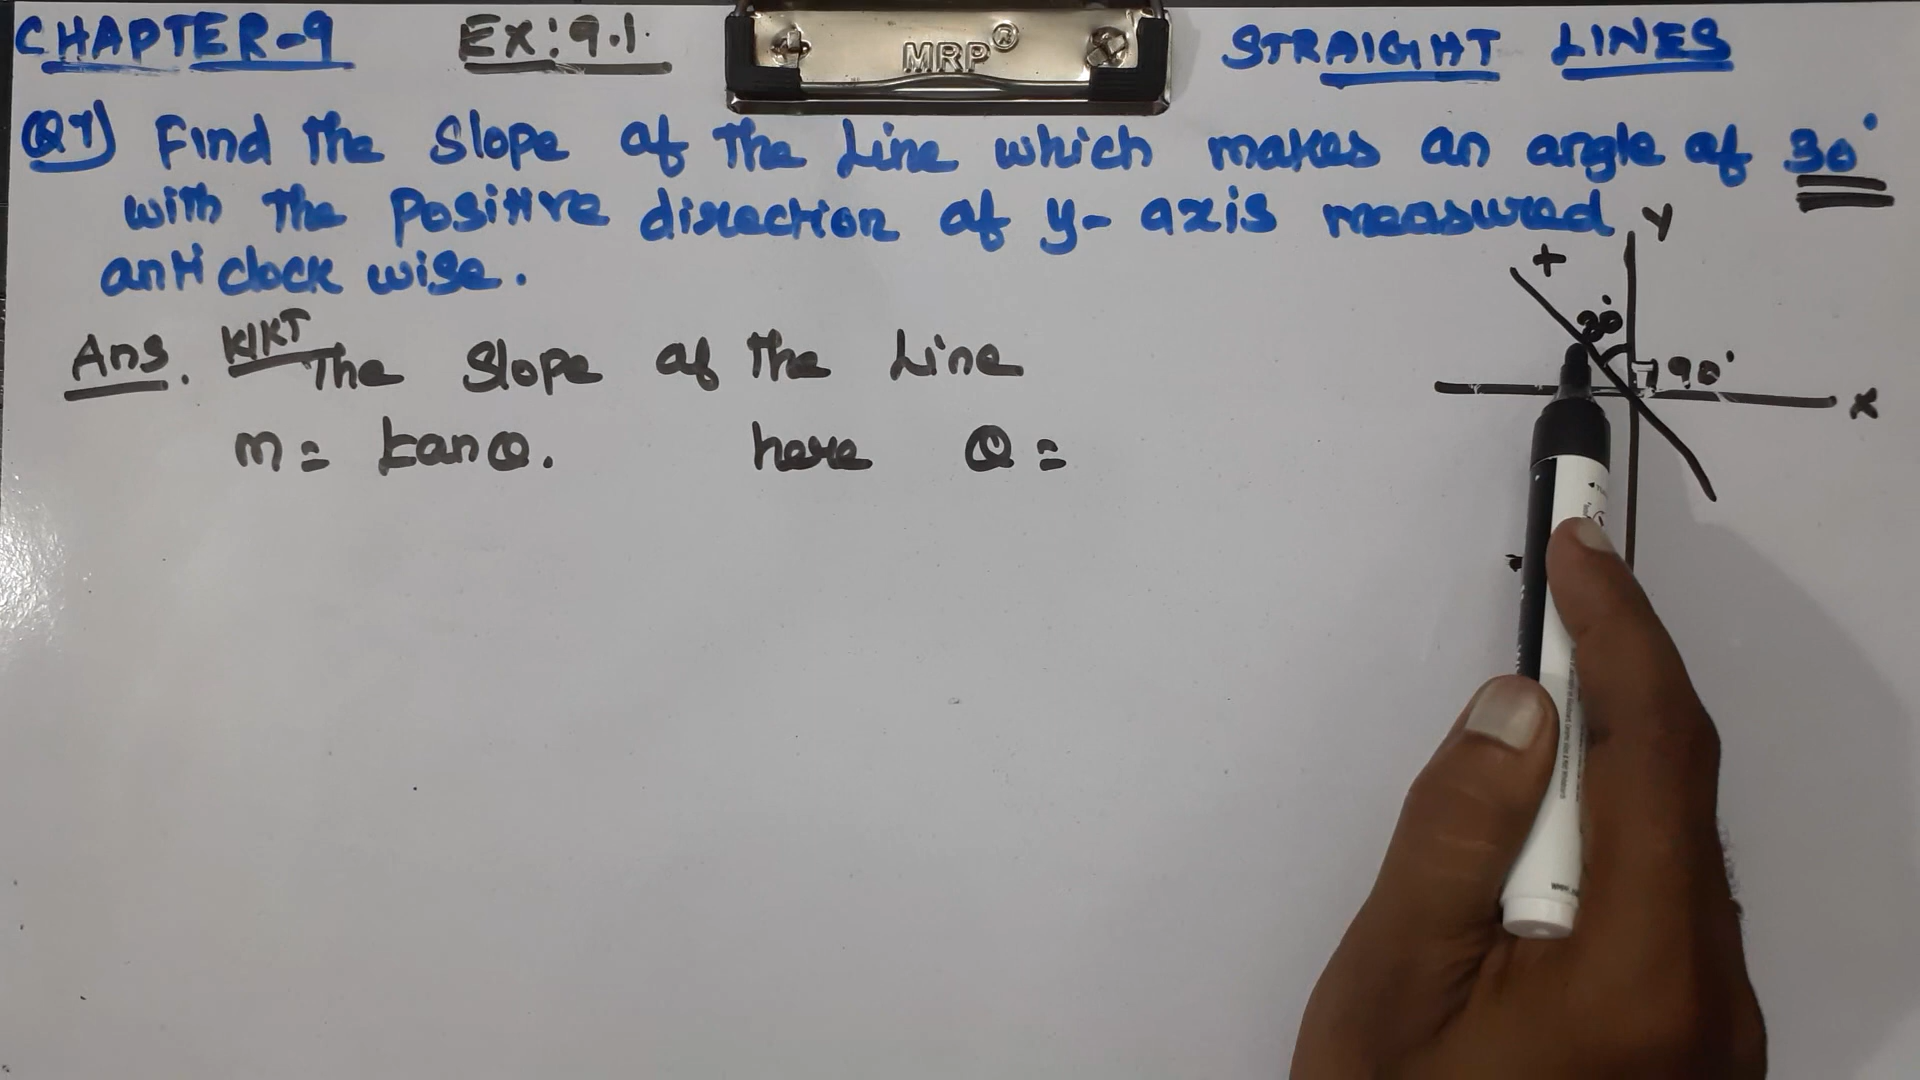 CHAPTER-9 EX:9.1. MRP® STRAIGHT LINES
Q7) Find the Slope of The Line which makes an angle of 30°
with The Positive direction of y-axis measured
anti clock wise.
Ans. WKT The Slope of The Line
m = tanθ. here θ =
Y
+
30°
90°
x